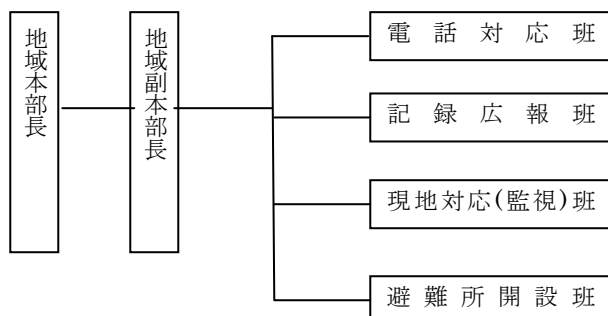 地域本部長
地域副本部長
電話対応班
記録広報班
現地対応(監視)班
避難所開設班